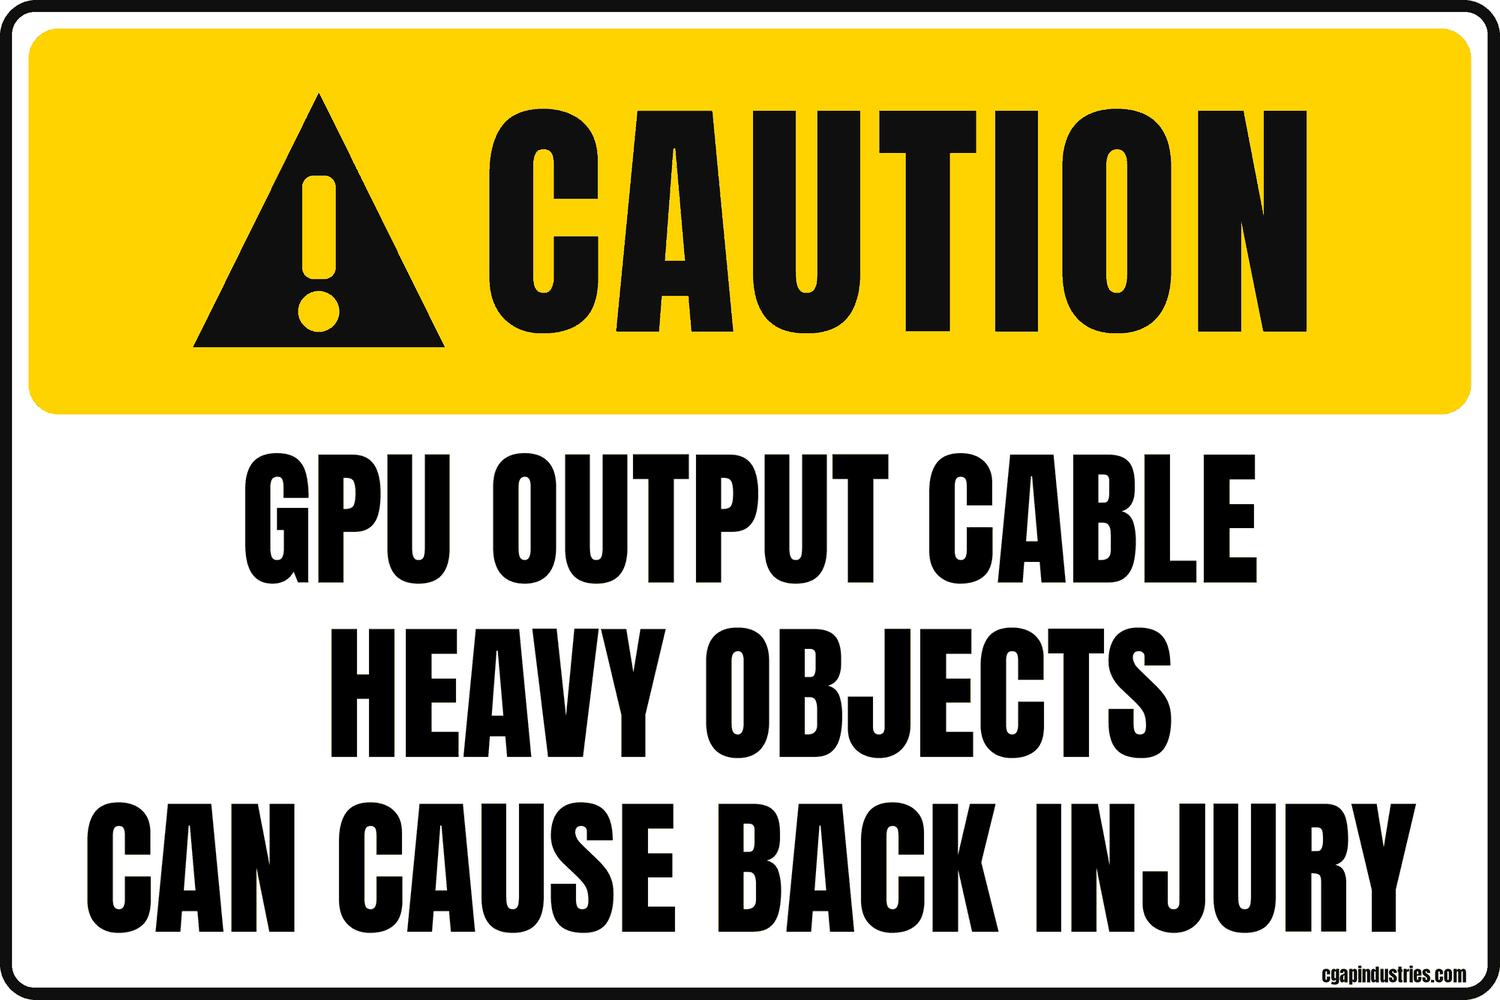 CAUTION
GPU OUTPUT CABLE
HEAVY OBJECTS
CAN CAUSE BACK INJURY
cgapindustries.com